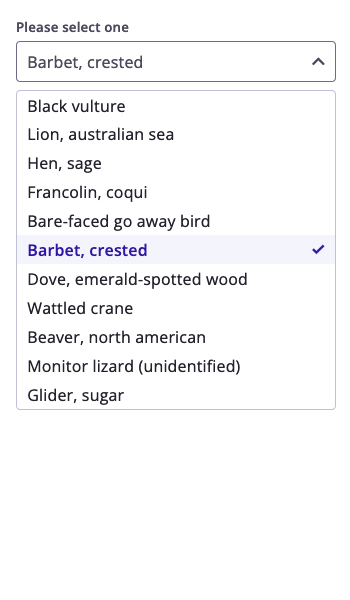 Please select one
Barbet, crested
Black vulture
Lion, australian sea
Hen, sage
Francolin, coqui
Bare-faced go away bird
Barbet, crested
Dove, emerald-spotted wood
Wattled crane
Beaver, north american
Monitor lizard (unidentified)
Glider, sugar